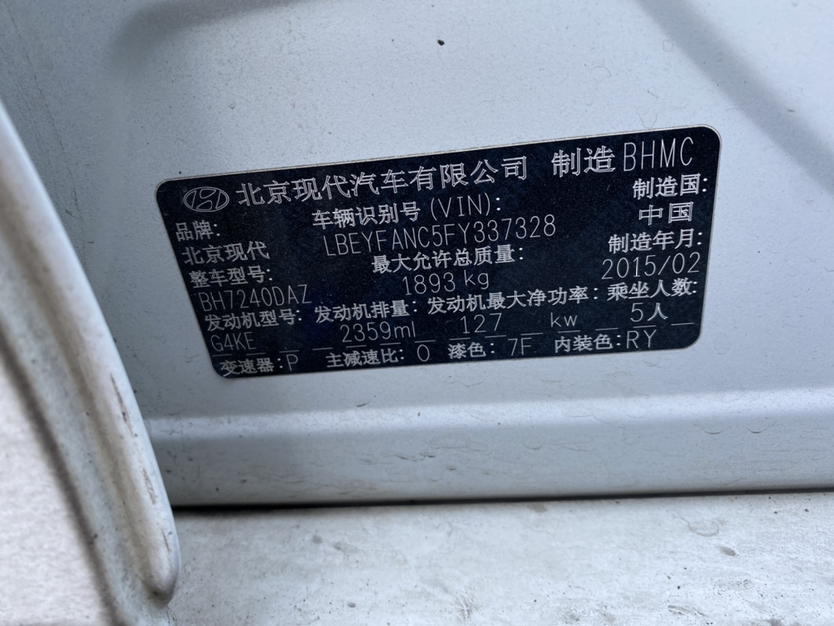 北京现代汽车有限公司 制造 BHMC
品牌: 车辆识别号(VIN): 制造国:
北京现代 LBEYFANC5FY337328 中国
整车型号: 最大允许总质量: 制造年月:
BH7240DAZ 1893 kg 2015/02
发动机型号: 发动机排量: 发动机最大净功率: 乘坐人数:
G4KE 2359ml 127 kw 5人
变速器: P 主减速比: O 漆色: 7F 内装色: RY